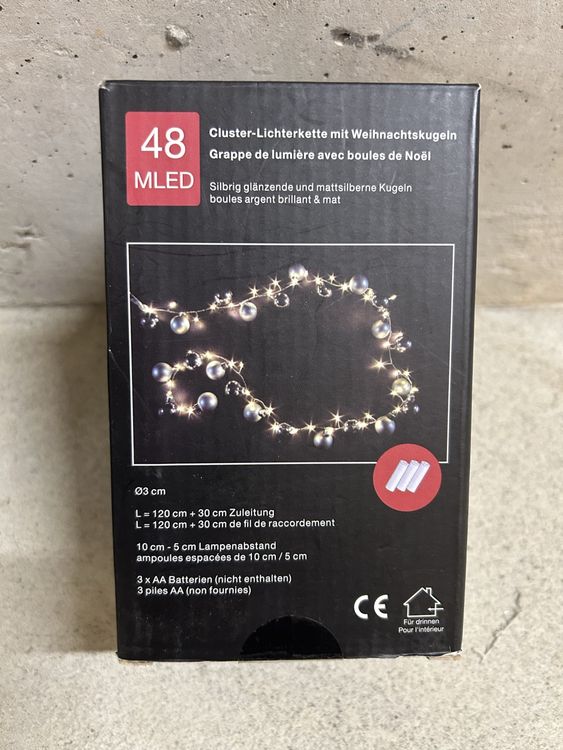 48
MLED
Cluster-Lichterkette mit Weihnachtskugeln
Grappe de lumière avec boules de Noël
Silbrig glänzende und mattsilberne Kugeln
boules argent brillant & mat
Ø3 cm
L = 120 cm + 30 cm Zuleitung
L = 120 cm + 30 cm de fil de raccordement
10 cm - 5 cm Lampenabstand
ampoules espacées de 10 cm / 5 cm
3 x AA Batterien (nicht enthalten)
3 piles AA (non fournies)
CE
Für drinnen
Pour l'intérieur